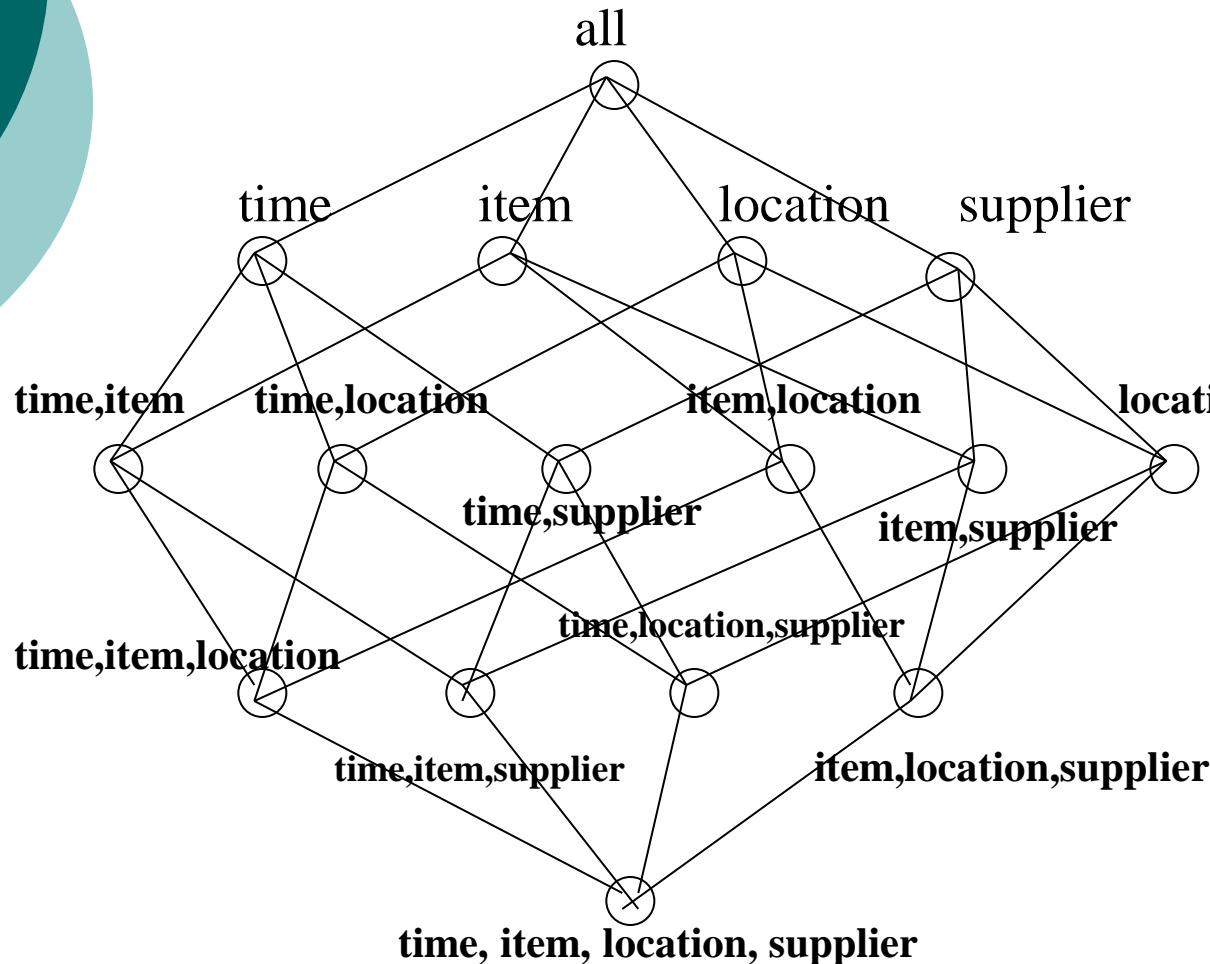 all
time
item
location
supplier
time,item
time,location
item,location
locati
time,supplier
item,supplier
time,location,supplier
time,item,location
time,item,supplier
item,location,supplier
time, item, location, supplier